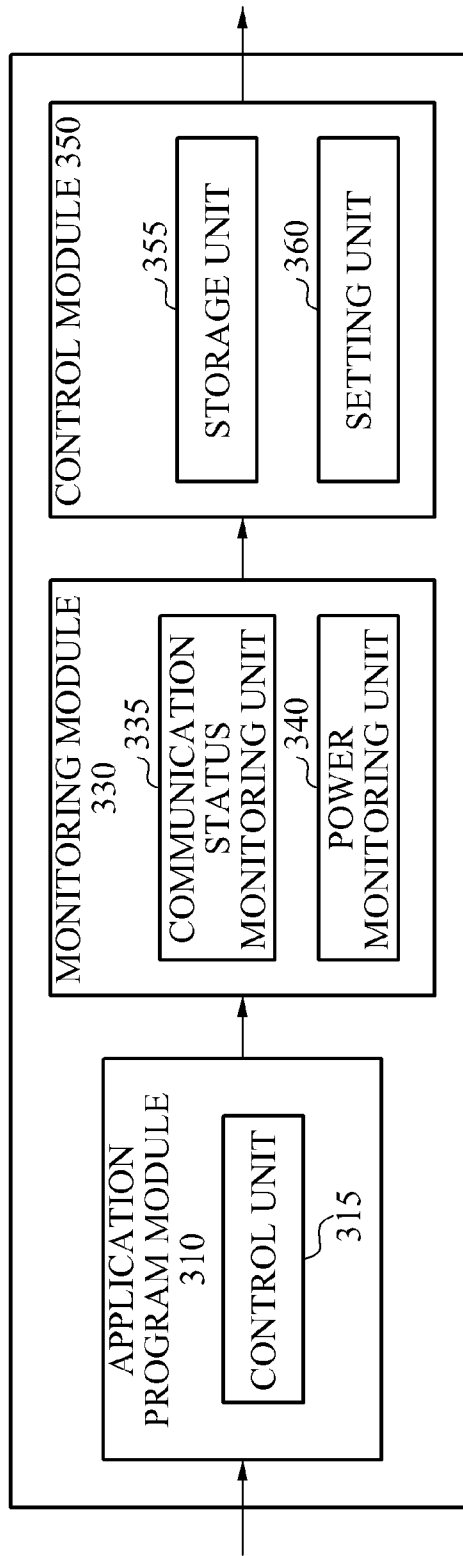 APPLICATION
PROGRAM MODULE
310
CONTROL UNIT
315
MONITORING MODULE
330
335
COMMUNICATION
STATUS
MONITORING UNIT
340
POWER
MONITORING UNIT
CONTROL MODULE 350
355
STORAGE UNIT
360
SETTING UNIT